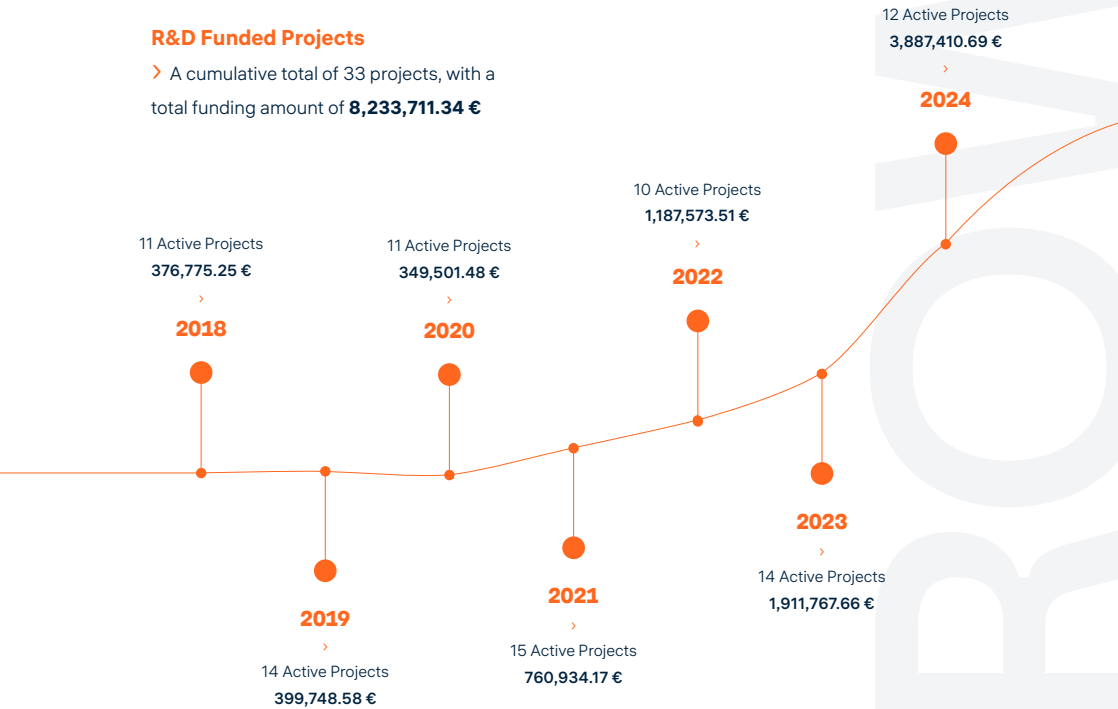 R&D Funded Projects
› A cumulative total of 33 projects, with a
total funding amount of 8,233,711.34 €
11 Active Projects
376,775.25 €
›
2018
2019
›
14 Active Projects
399,748.58 €
11 Active Projects
349,501.48 €
›
2020
2021
›
15 Active Projects
760,934.17 €
10 Active Projects
1,187,573.51 €
›
2022
2023
›
14 Active Projects
1,911,767.66 €
12 Active Projects
3,887,410.69 €
›
2024
ROW